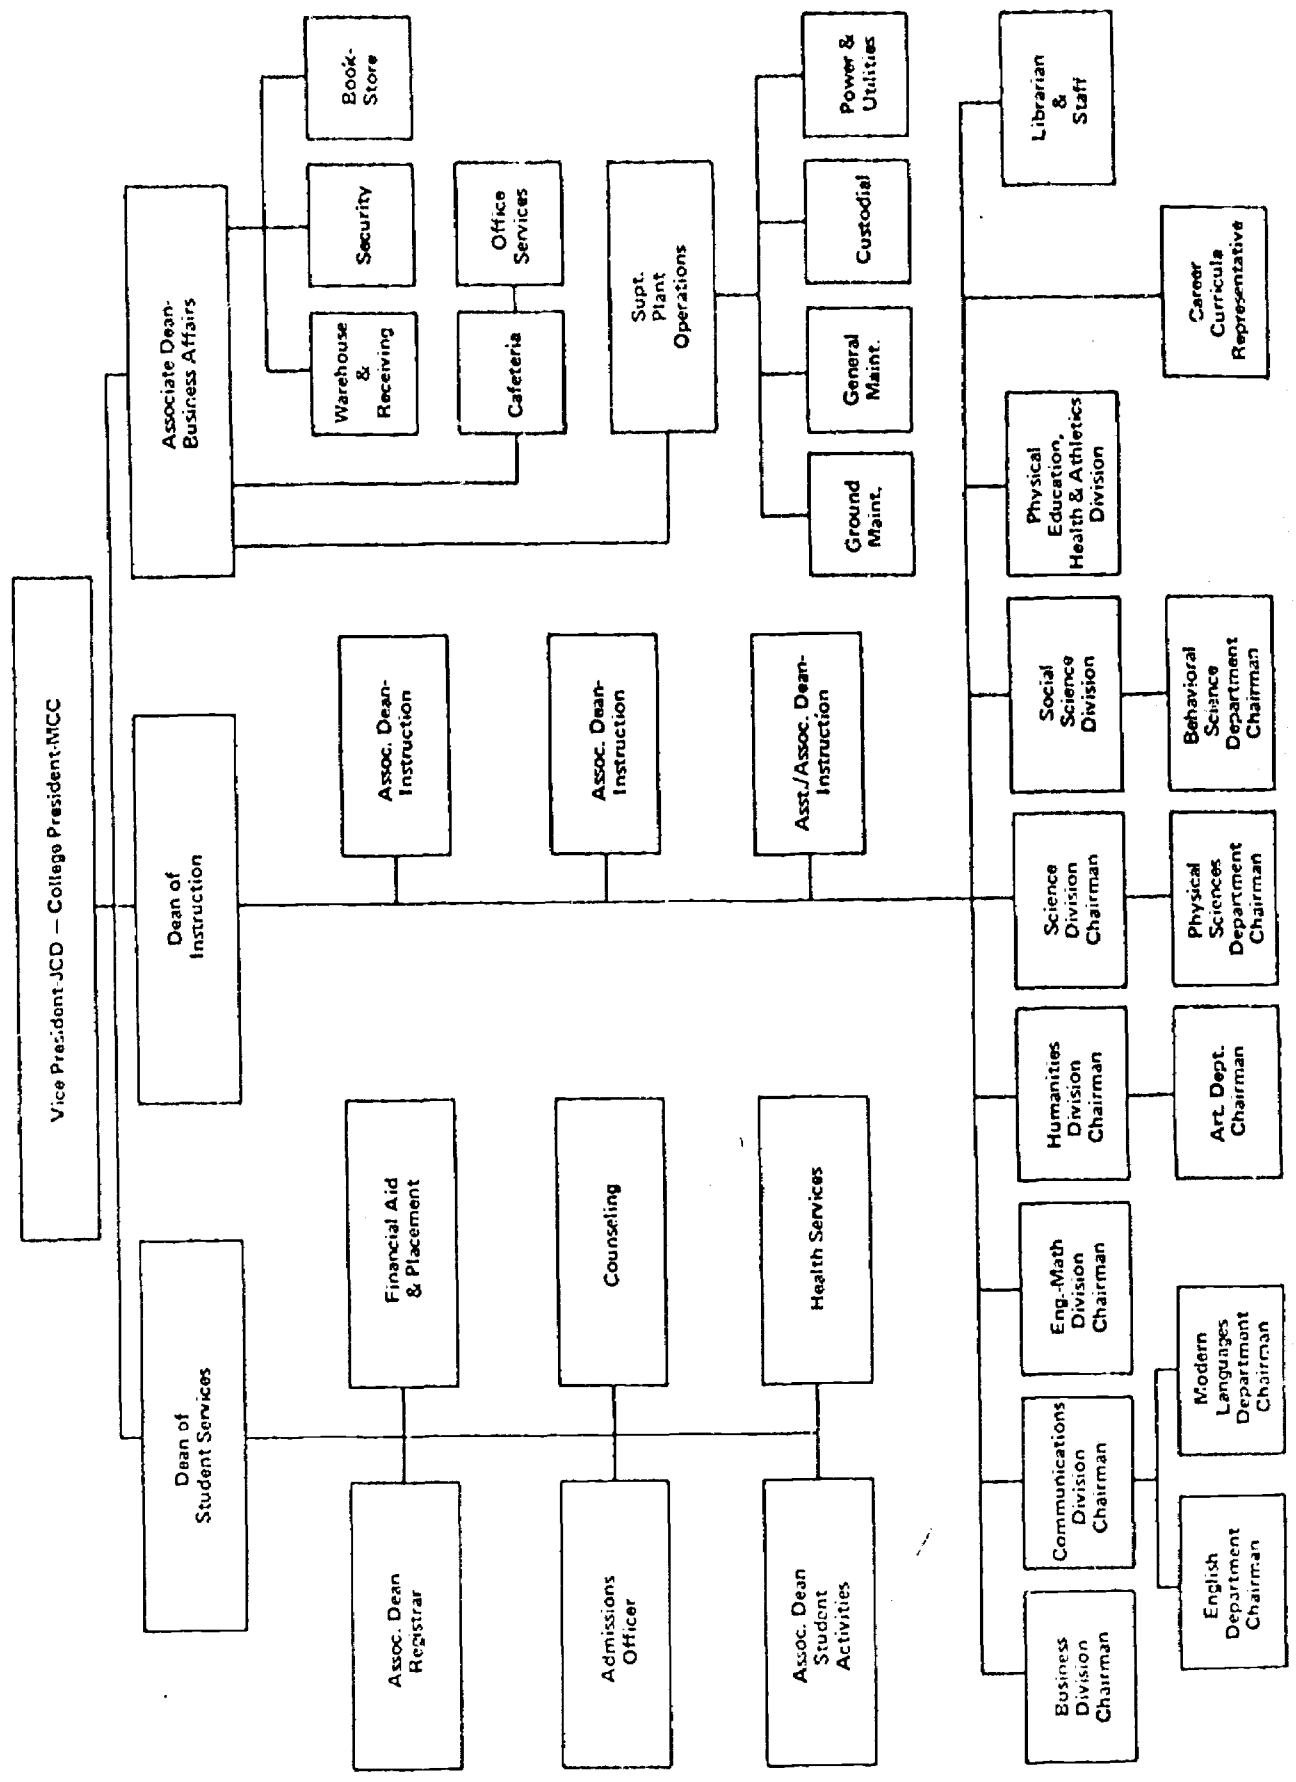 Vice President-JCD — College President-MCC
Dean of
Student Services
Dean of
Instruction
Associate Dean-
Business Affairs
Assoc. Dean
Registrar
Financial Aid
& Placement
Admissions
Officer
Counseling
Assoc. Dean
Student
Activities
Health Services
Assoc. Dean-
Instruction
Assoc. Dean-
Instruction
Asst./Assoc. Dean-
Instruction
Warehouse
&
Receiving
Security
Book-
Store
Cafeteria
Office
Services
Supt.
Plant
Operations
Ground
Maint.
General
Maint.
Custodial
Power &
Utilities
Business
Division
Chairman
Communications
Division
Chairman
Eng.-Math
Division
Chairman
Humanities
Division
Chairman
Science
Division
Chairman
Social
Science
Division
Physical
Education,
Health & Athletics
Division
Librarian
&
Staff
English
Department
Chairman
Modern
Languages
Department
Chairman
Art. Dept.
Chairman
Physical
Sciences
Department
Chairman
Behavioral
Science
Department
Chairman
Career
Curricula
Representative